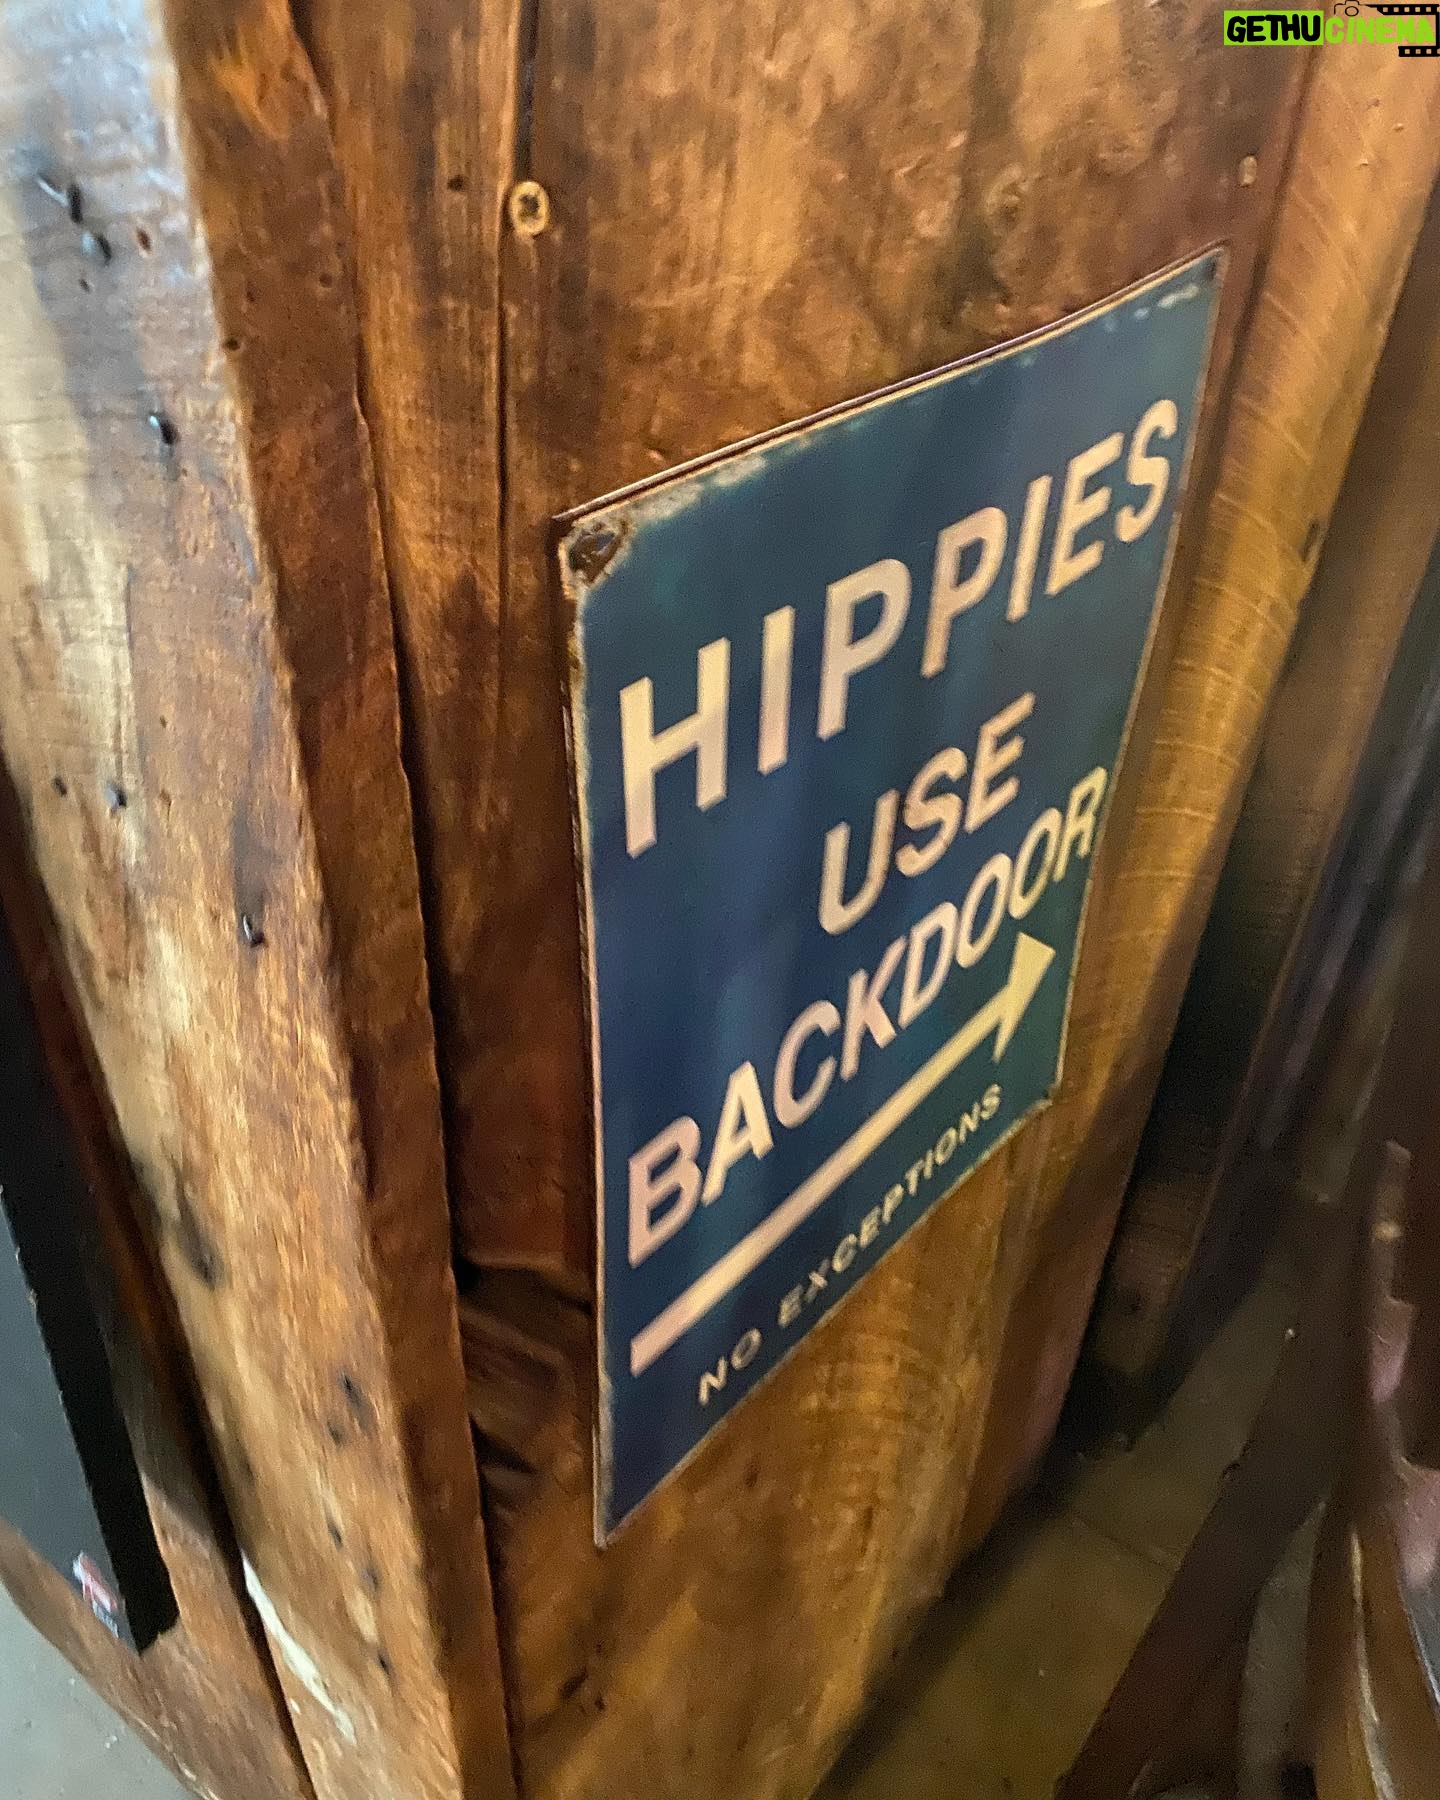 GETHUCINEMA
HIPPIES
USE
BACKDOOR
NO EXCEPTIONS